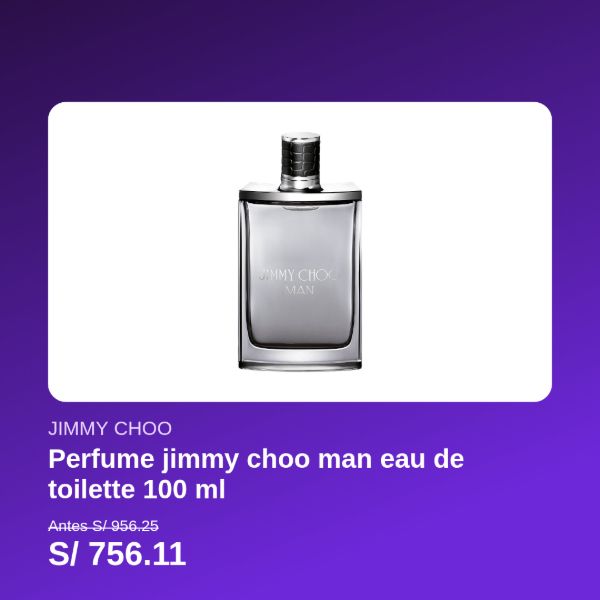 JIMMY CHOO
MAN
JIMMY CHOO
Perfume jimmy choo man eau de
toilette 100 ml
Antes S/ 956.25
S/ 756.11